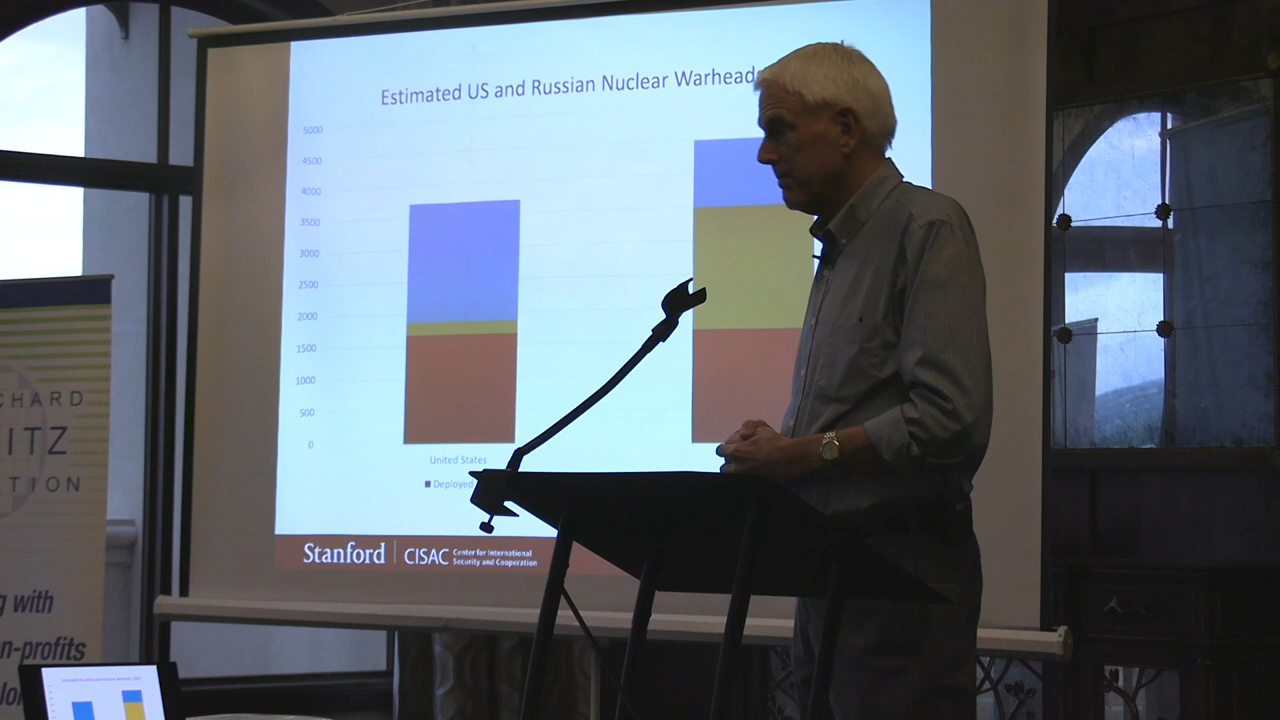 Estimated US and Russian Nuclear Warheads
5000
4500
4000
3500
3000
2500
2000
1500
1000
500
0
United States
Deployed
Stanford
CISAC
Center for International
Security and Cooperation
CHARD
ITZ
TION
g with
n-profits